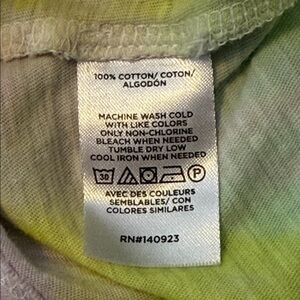 100% COTTON/ COTON/
ALGODÓN
MACHINE WASH COLD
WITH LIKE COLORS
ONLY NON-CHLORINE
BLEACH WHEN NEEDED
TUMBLE DRY LOW
COOL IRON WHEN NEEDED
30 P
AVEC DES COULEURS
SEMBLABLES/ CON
COLORES SIMILARES
RN#140923